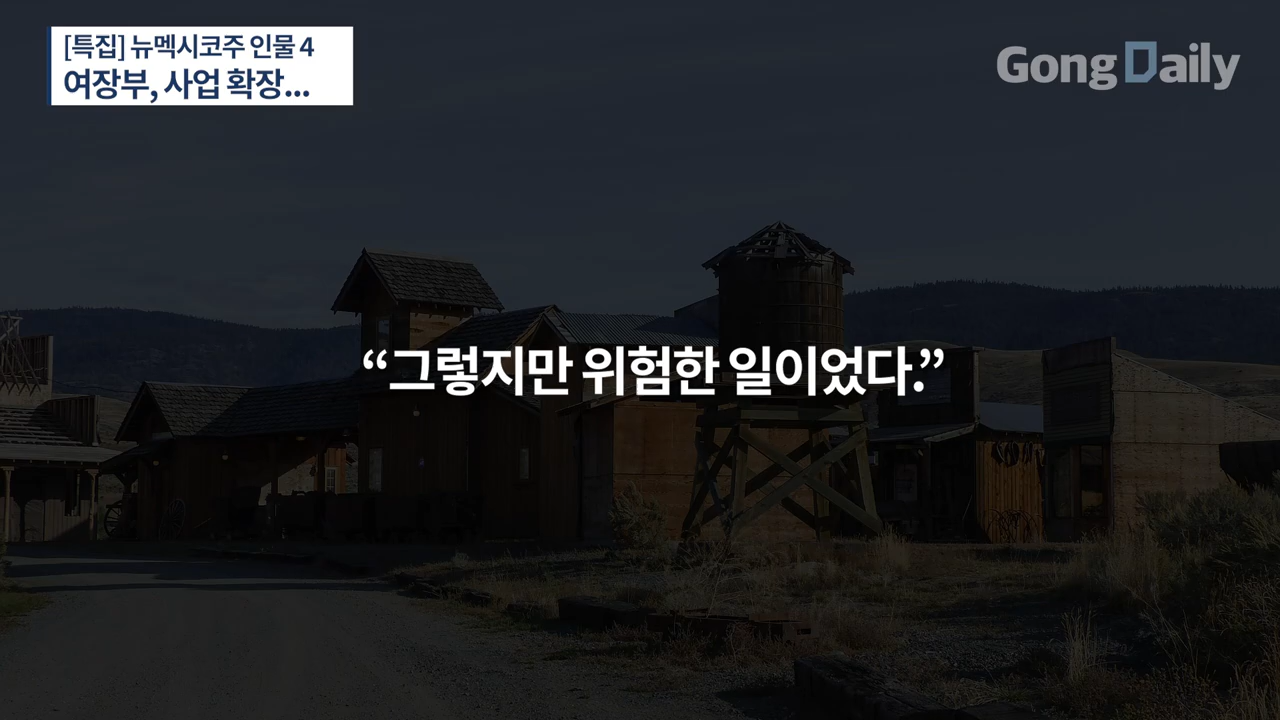 [특집] 뉴멕시코주 인물 4
여장부, 사업 확장...
Gong Daily
“그렇지만 위험한 일이었다.”